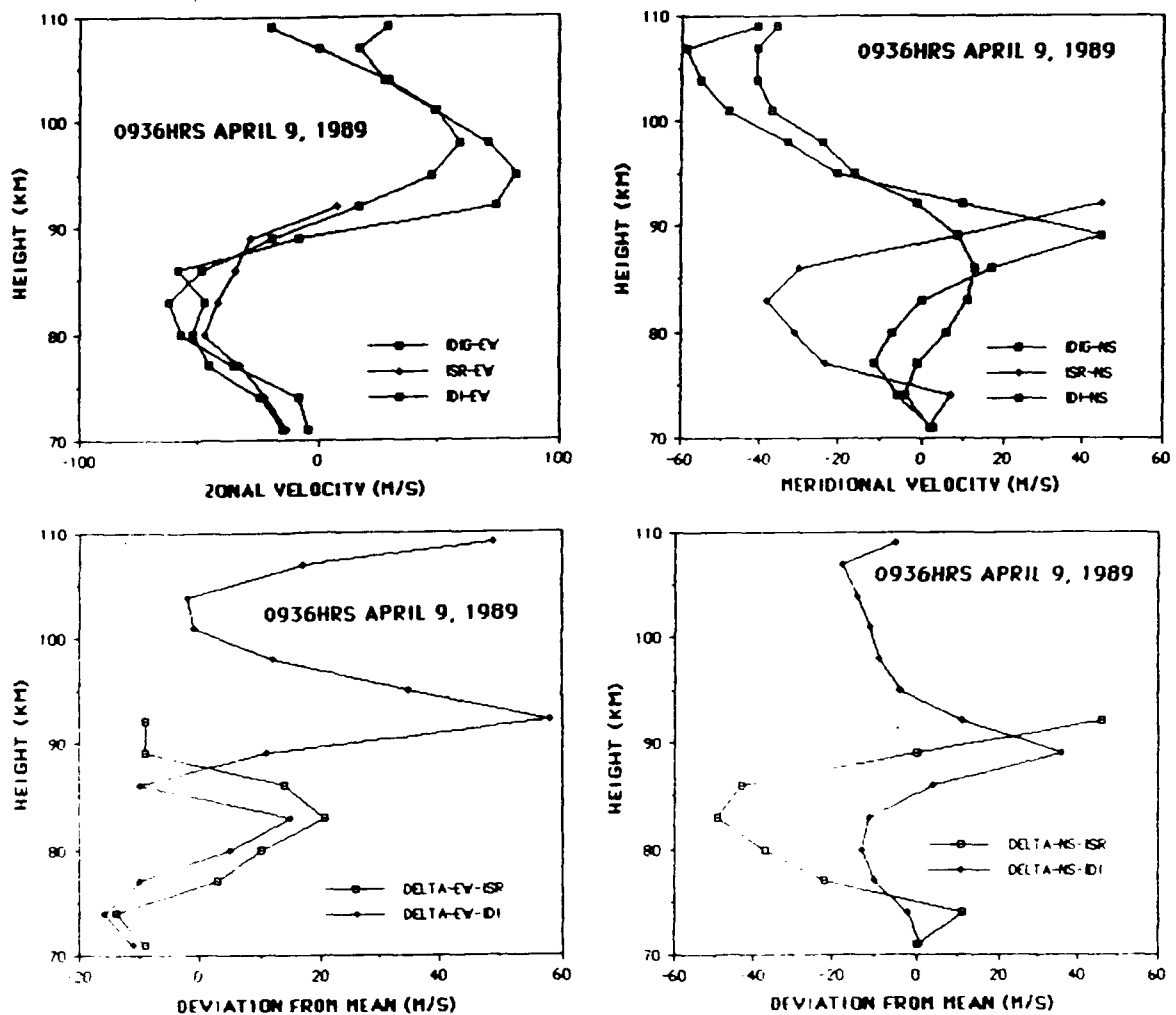 110
100
90
80
70
HEIGHT (KM)
0936HRS APRIL 9, 1989
IDIG-EW
ISR-EW
IDI-EW
-100
0
100
ZONAL VELOCITY (M/S)
110
100
90
80
70
HEIGHT (KM)
0936HRS APRIL 9, 1989
IDIG-NS
ISR-NS
IDI-NS
-60
-40
-20
0
20
40
60
MERIDIONAL VELOCITY (M/S)
110
100
90
80
70
HEIGHT (KM)
0936HRS APRIL 9, 1989
DELTA-EW-ISR
DELTA-EW-IDI
0
20
40
60
DEVIATION FROM MEAN (M/S)
110
100
90
80
70
HEIGHT (KM)
0936HRS APRIL 9, 1989
DELTA-NS-ISR
DELTA-NS-IDI
-60
-40
-20
0
20
40
60
DEVIATION FROM MEAN (M/S)